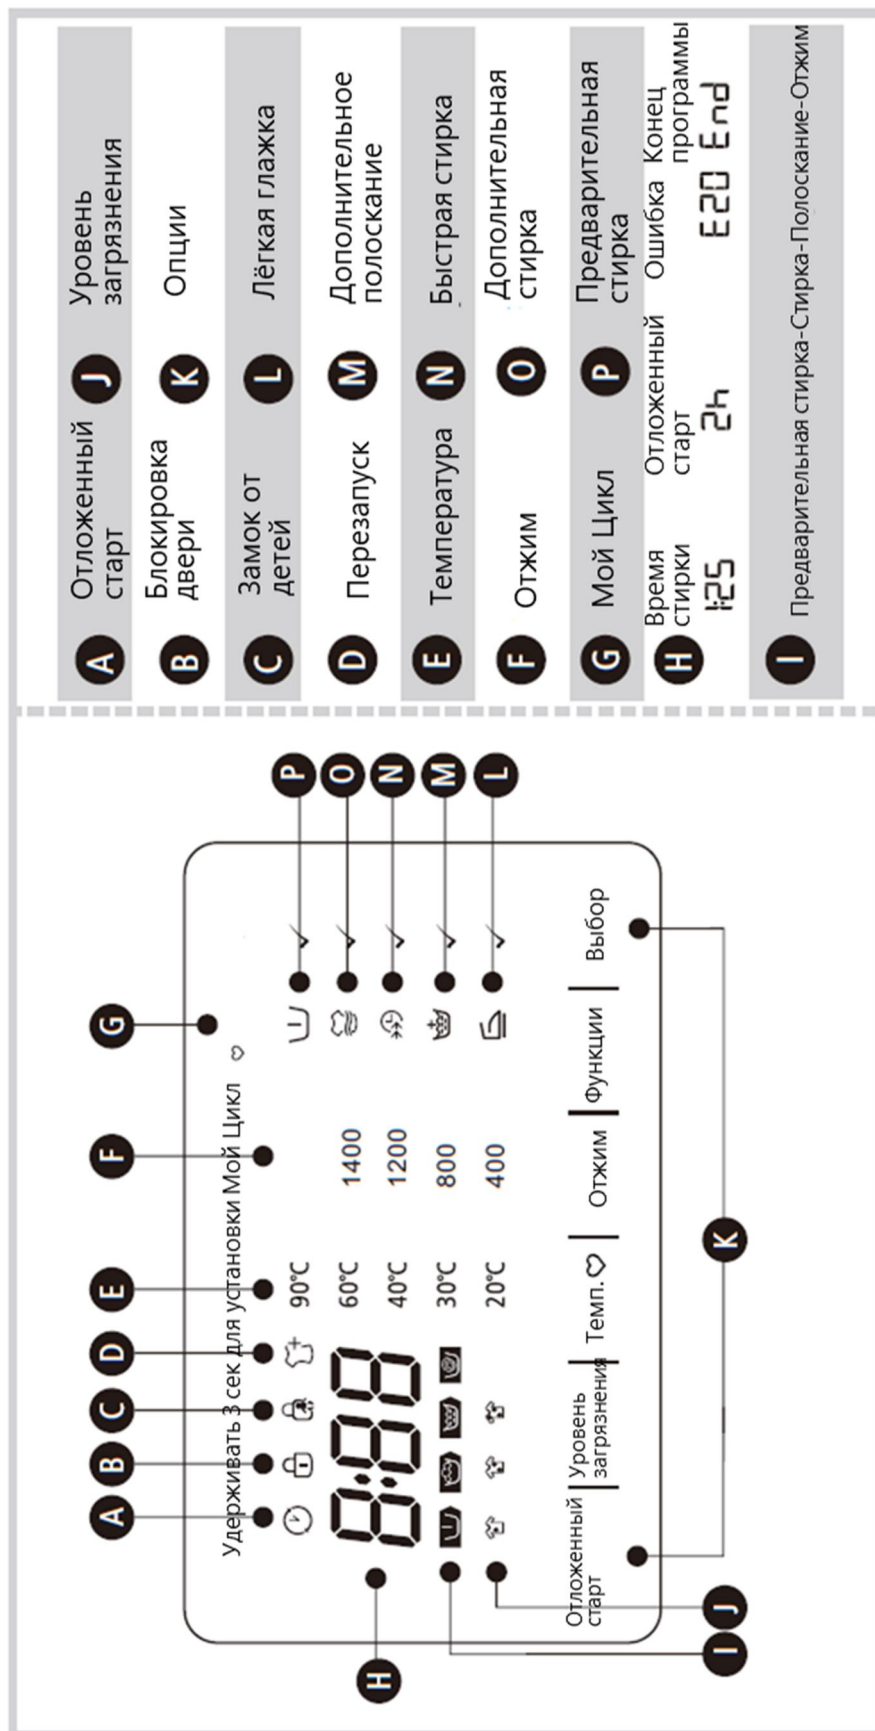 A B C D E F G
Удерживать 3 сек для установки Мой Цикл
90°C
60°C 1400
40°C 1200
30°C 800
20°C 400
P
O
N
M
L
H
Отложенный
старт
Уровень
загрязнения
Темп.
Отжим
Функции
Выбор
I J K
A Отложенный
старт
J Уровень
загрязнения
B Блокировка
двери
K Опции
C Замок от
детей
L Лёгкая глажка
D Перезапуск
M Дополнительное
полоскание
E Температура
N Быстрая стирка
F Отжим
O Дополнительная
стирка
G Мой Цикл
P Предварительная
стирка
H Время
стирки
1:25
Отложенный
старт
2h
Ошибка
E20
Конец
программы
End
I Предварительная стирка-Стирка-Полоскание-Отжим